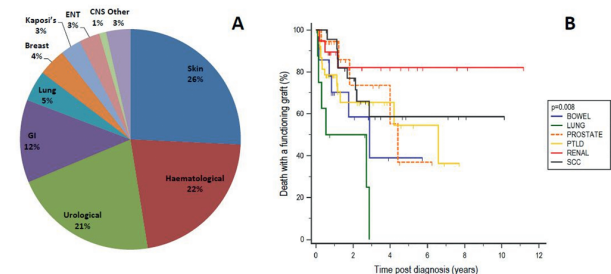 A
Kaposi's
3%
ENT
3%
CNS
1%
Other
3%
Breast
4%
Lung
5%
GI
12%
Urological
21%
Haematological
22%
Skin
26%
B
Death with a functioning graft (%)
100
80
60
40
20
0
0
2
4
6
8
10
12
Time post diagnosis (years)
p=0.008
BOWEL
LUNG
PROSTATE
PTLD
RENAL
SCC